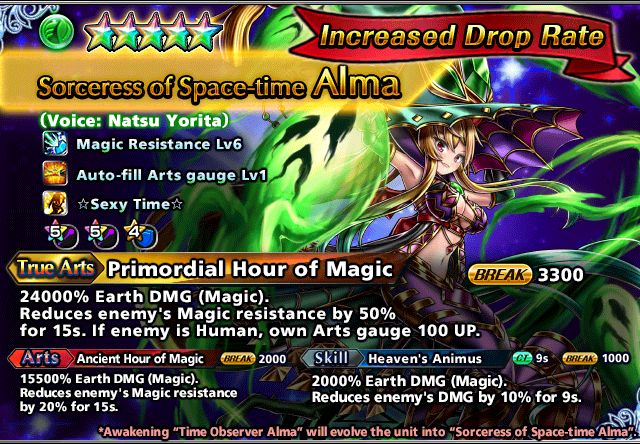 Increased Drop Rate
Sorceress of Space-time Alma
(Voice: Natsu Yorita)
Magic Resistance Lv6
Auto-fill Arts gauge Lv1
☆Sexy Time☆
5 5 4
True Arts Primordial Hour of Magic BREAK 3300
24000% Earth DMG (Magic).
Reduces enemy's Magic resistance by 50%
for 15s. If enemy is Human, own Arts gauge 100 UP.
Arts Ancient Hour of Magic BREAK 2000
15500% Earth DMG (Magic).
Reduces enemy's Magic resistance
by 20% for 15s.
Skill Heaven's Animus CT: 9s BREAK 1000
2000% Earth DMG (Magic).
Reduces enemy's DMG by 10% for 9s.
*Awakening "Time Observer Alma" will evolve the unit into "Sorceress of Space-time Alma".